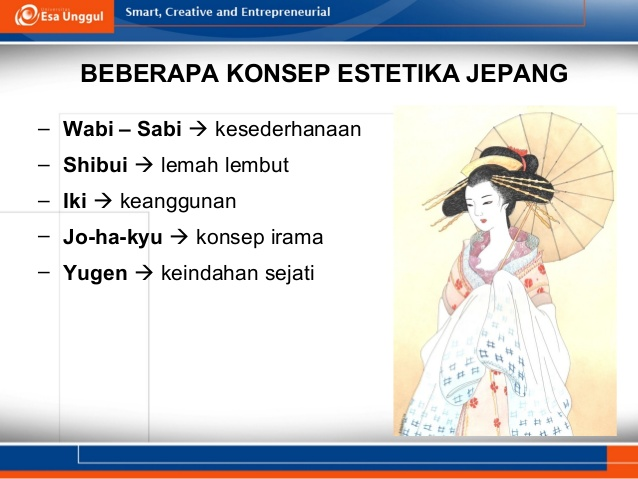 Universitas
Esa Unggul
Smart, Creative and Entrepreneurial
BEBERAPA KONSEP ESTETIKA JEPANG
– Wabi – Sabi → kesederhanaan
– Shibui → lemah lembut
– Iki → keanggunan
– Jo-ha-kyu → konsep irama
– Yugen → keindahan sejati